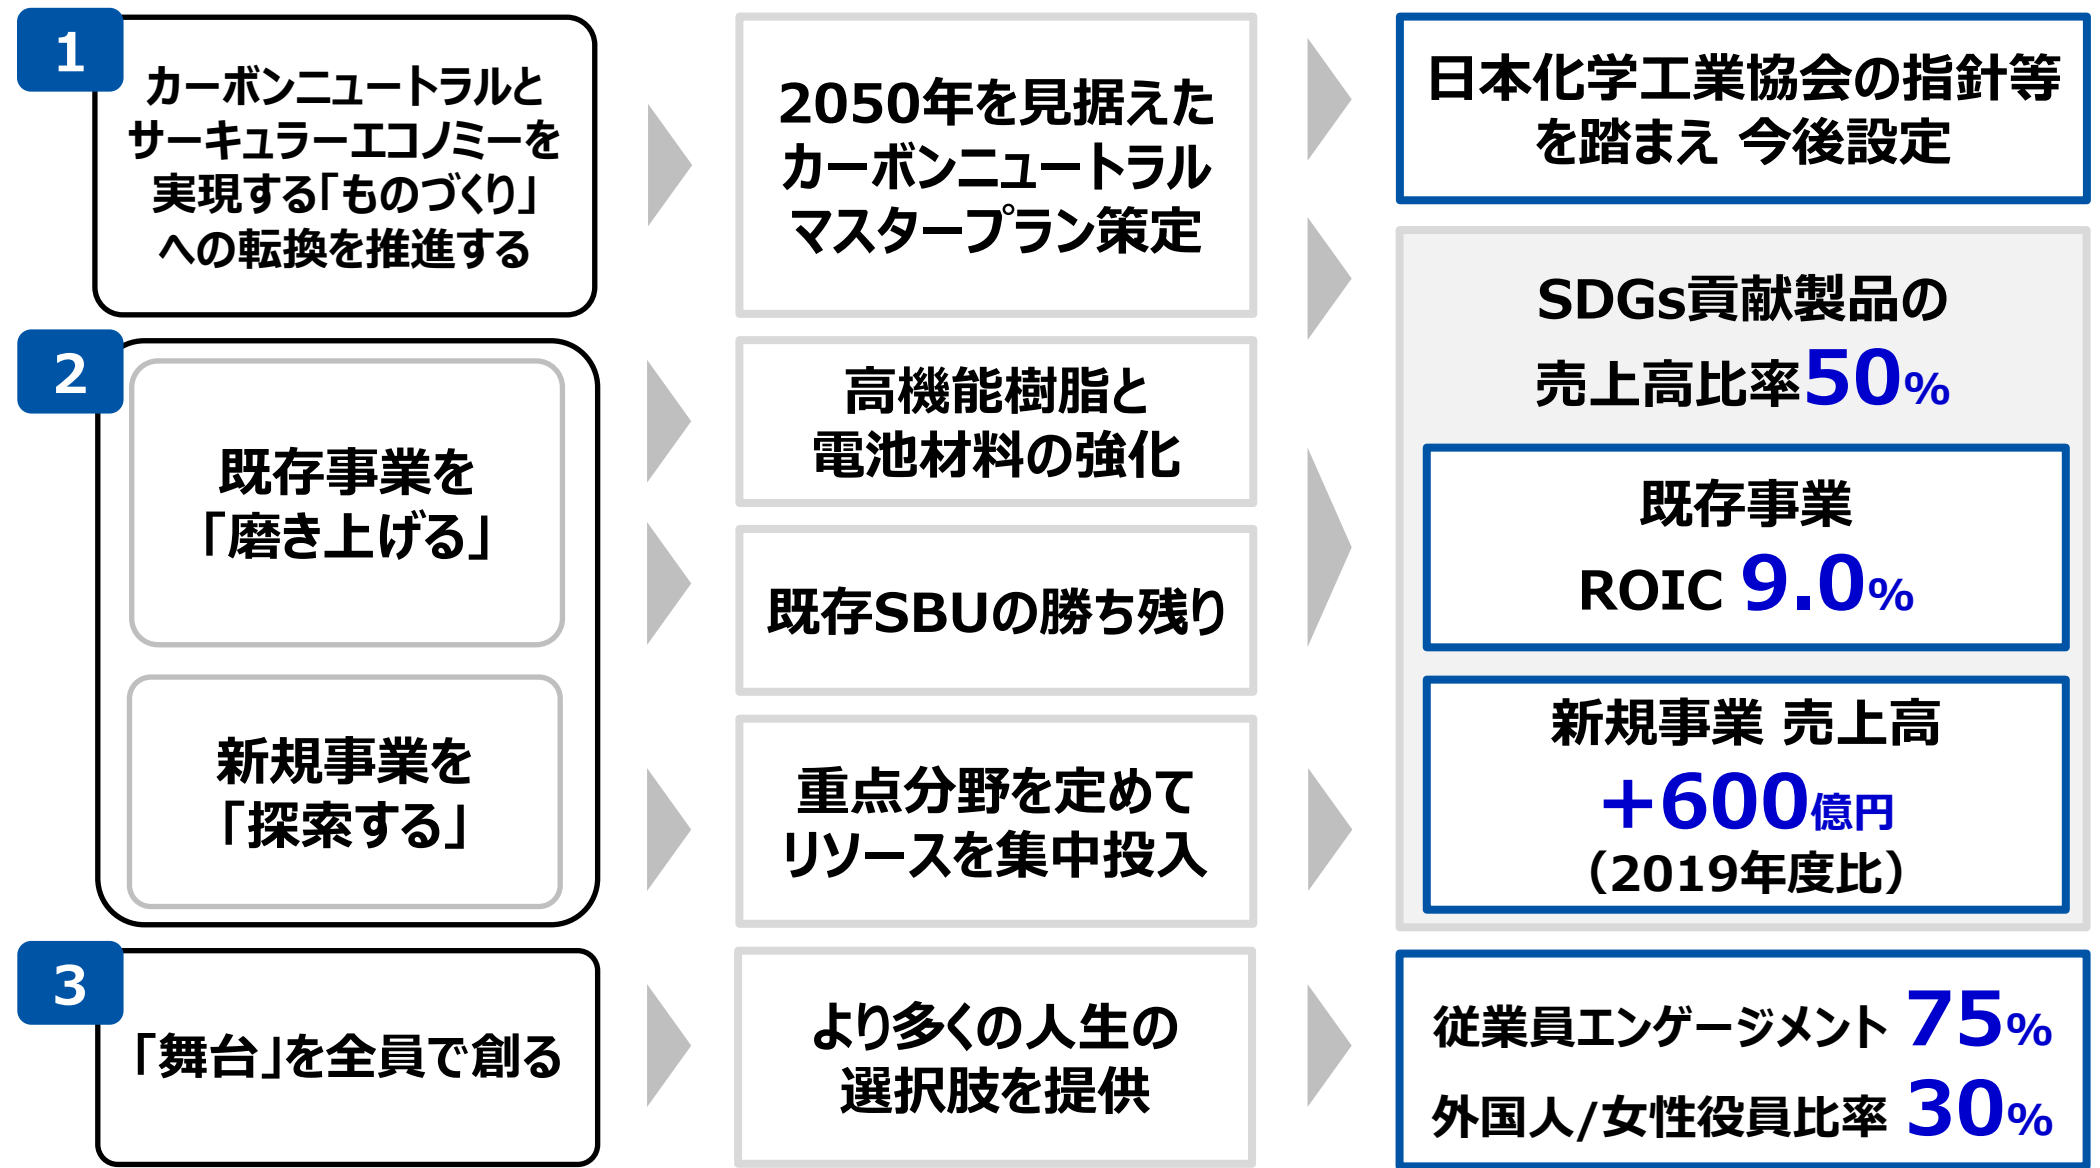 1
カーボンニュートラルと
サーキュラーエコノミーを
実現する「ものづくり」
への転換を推進する
2050年を見据えた
カーボンニュートラル
マスタープラン策定
日本化学工業協会の指針等
を踏まえ 今後設定
2
既存事業を
「磨き上げる」
新規事業を
「探索する」
高機能樹脂と
電池材料の強化
既存SBUの勝ち残り
重点分野を定めて
リソースを集中投入
SDGs貢献製品の
売上高比率50%
既存事業
ROIC 9.0%
新規事業 売上高
+600億円
（2019年度比）
3
「舞台」を全員で創る
より多くの人生の
選択肢を提供
従業員エンゲージメント 75%
外国人/女性役員比率 30%